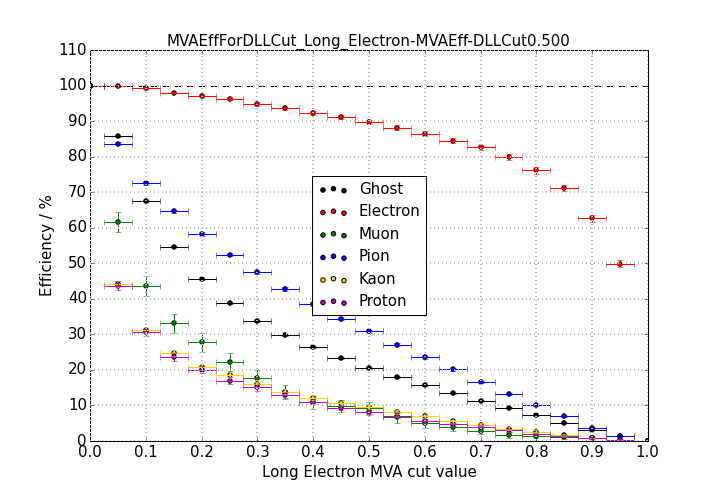 MVAEffForDLLCut_Long_Electron-MVAEff-DLLCut0.500
110
100
90
80
70
60
50
40
30
20
10
0
Efficiency / %
Ghost
Electron
Muon
Pion
Kaon
Proton
0.0 0.1 0.2 0.3 0.4 0.5 0.6 0.7 0.8 0.9 1.0
Long Electron MVA cut value